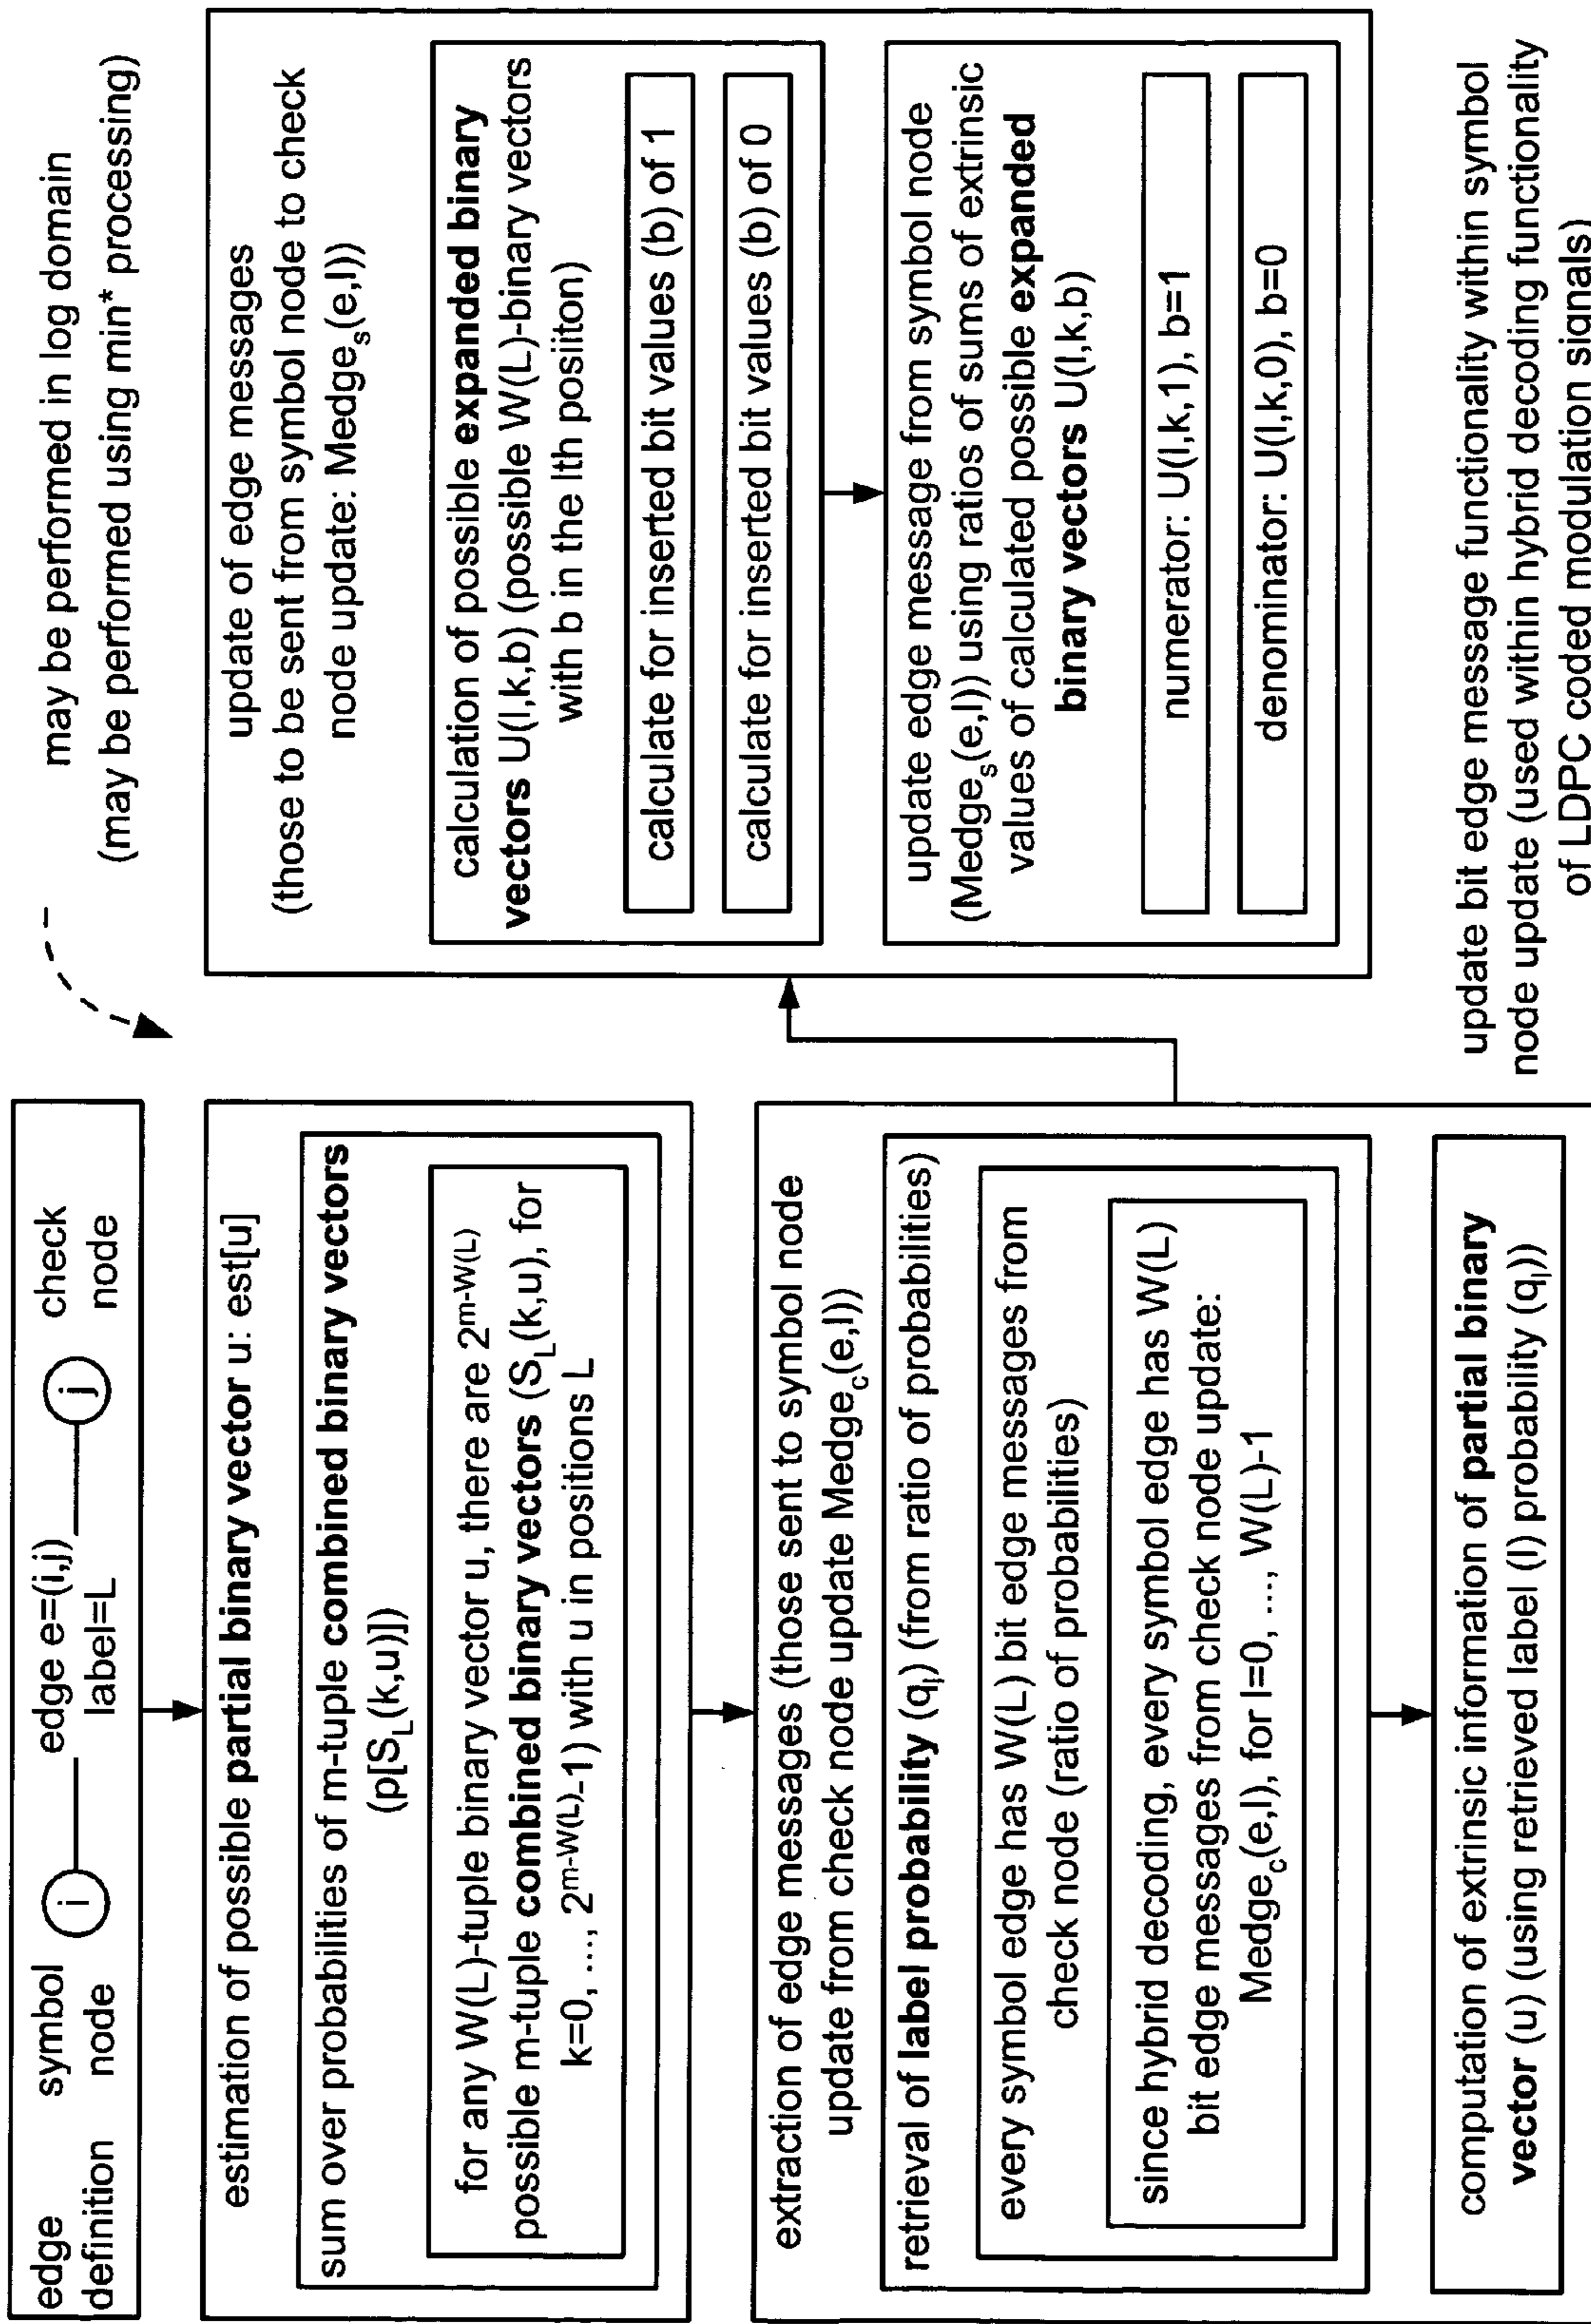 edge definition
symbol node
i
edge e=(i,j)
label=L
j
check node
estimation of possible partial binary vector u: est[u]
sum over probabilities of m-tuple combined binary vectors
(p[S_L(k,u)])
for any W(L)-tuple binary vector u, there are 2^{m-W(L)}
possible m-tuple combined binary vectors (S_L(k,u), for
k=0, ..., 2^{m-W(L)}-1) with u in positions L
extraction of edge messages (those sent to symbol node
update from check node update Medge_c(e,l))
retrieval of label probability (q_l) (from ratio of probabilities)
every symbol edge has W(L) bit edge messages from
check node (ratio of probabilities)
since hybrid decoding, every symbol edge has W(L)
bit edge messages from check node update:
Medge_c(e,l), for l=0, ..., W(L)-1
computation of extrinsic information of partial binary
vector (u) (using retrieved label (l) probability (q_l))
may be performed in log domain
(may be performed using min* processing)
update of edge messages
(those to be sent from symbol node to check
node update: Medge_s(e,l))
calculation of possible expanded binary
vectors U(l,k,b) (possible W(L)-binary vectors
with b in the lth posiiton)
calculate for inserted bit values (b) of 1
calculate for inserted bit values (b) of 0
update edge message from symbol node
(Medge_s(e,l)) using ratios of sums of extrinsic
values of calculated possible expanded
binary vectors U(l,k,b)
numerator: U(l,k,1), b=1
denominator: U(l,k,0), b=0
update bit edge message functionality within symbol
node update (used within hybrid decoding functionality
of LDPC coded modulation signals)